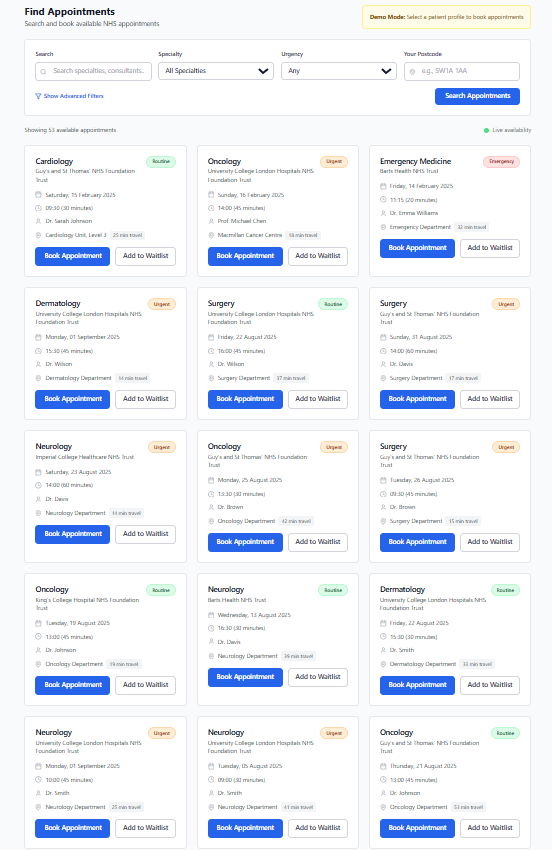 Find Appointments
Search and book available NHS appointments
Demo Mode: Select a patient profile to book appointments
Search
Specialty
Urgency
Your Postcode
Search specialties, consultants..
All Specialties
Any
e.g., SW1A 1AA
Show Advanced Filters
Search Appointments
Showing 53 available appointments
Live availability
Cardiology
Routine
Guy's and St Thomas' NHS Foundation
Trust
Saturday, 15 February 2025
09:30 (30 minutes)
Dr. Sarah Johnson
Cardiology Unit, Level 3
25 min travel
Book Appointment
Add to Waitlist
Oncology
Urgent
University College London Hospitals NHS
Foundation Trust
Sunday, 16 February 2025
14:00 (45 minutes)
Prof. Michael Chen
Macmillan Cancer Centre
18 min travel
Book Appointment
Add to Waitlist
Emergency Medicine
Emergency
Barts Health NHS Trust
Friday, 14 February 2025
11:15 (20 minutes)
Dr. Emma Williams
Emergency Department
32 min travel
Book Appointment
Add to Waitlist
Dermatology
Urgent
University College London Hospitals NHS
Foundation Trust
Monday, 01 September 2025
15:30 (45 minutes)
Dr. Wilson
Dermatology Department
min travel
Book Appointment
Add to Waitlist
Surgery
Routine
University College London Hospitals NHS
Foundation Trust
Friday, 22 August 2025
16:00 (45 minutes)
Dr. Wilson
Surgery Department
37 min travel
Book Appointment
Add to Waitlist
Surgery
Urgent
Guy's and St Thomas' NHS Foundation
Trust
Sunday, 31 August 2025
14:00 (60 minutes)
Dr. Davis
Surgery Department
17 min travel
Book Appointment
Add to Waitlist
Neurology
Urgent
Imperial College Healthcare NHS Trust
Saturday, 23 August 2025
14:00 (60 minutes)
Dr. Davis
Neurology Department
min travel
Book Appointment
Add to Waitlist
Oncology
Urgent
Guy's and St Thomas' NHS Foundation
Trust
Monday, 25 August 2025
13:30 (30 minutes)
Dr. Brown
Oncology Department
42 min travel
Book Appointment
Add to Waitlist
Surgery
Urgent
Guy's and St Thomas' NHS Foundation
Trust
Tuesday, 26 August 2025
09:30 (45 minutes)
Dr. Brown
Surgery Department
15 min travel
Book Appointment
Add to Waitlist
Oncology
Routine
King's College Hospital NHS Foundation
Trust
Tuesday, 19 August 2025
13:00 (45 minutes)
Dr. Johnson
Oncology Department
19 min travel
Book Appointment
Add to Waitlist
Neurology
Routine
Barts Health NHS Trust
Wednesday, 13 August 2025
16:30 (30 minutes)
Dr. Davis
Neurology Department
39 min travel
Book Appointment
Add to Waitlist
Dermatology
Routine
University College London Hospitals NHS
Foundation Trust
Friday, 22 August 2025
15:30 (30 minutes)
Dr. Smith
Dermatology Department
33 min travel
Book Appointment
Add to Waitlist
Neurology
Urgent
University College London Hospitals NHS
Foundation Trust
Monday, 01 September 2025
10:00 (45 minutes)
Dr. Smith
Neurology Department
25 min travel
Book Appointment
Add to Waitlist
Neurology
Urgent
University College London Hospitals NHS
Foundation Trust
Tuesday, 05 August 2025
09:00 (30 minutes)
Dr. Smith
Neurology Department
41 min travel
Book Appointment
Add to Waitlist
Oncology
Routine
Guy's and St Thomas' NHS Foundation
Trust
Thursday, 21 August 2025
13:00 (45 minutes)
Dr. Johnson
Oncology Department
53 min travel
Book Appointment
Add to Waitlist